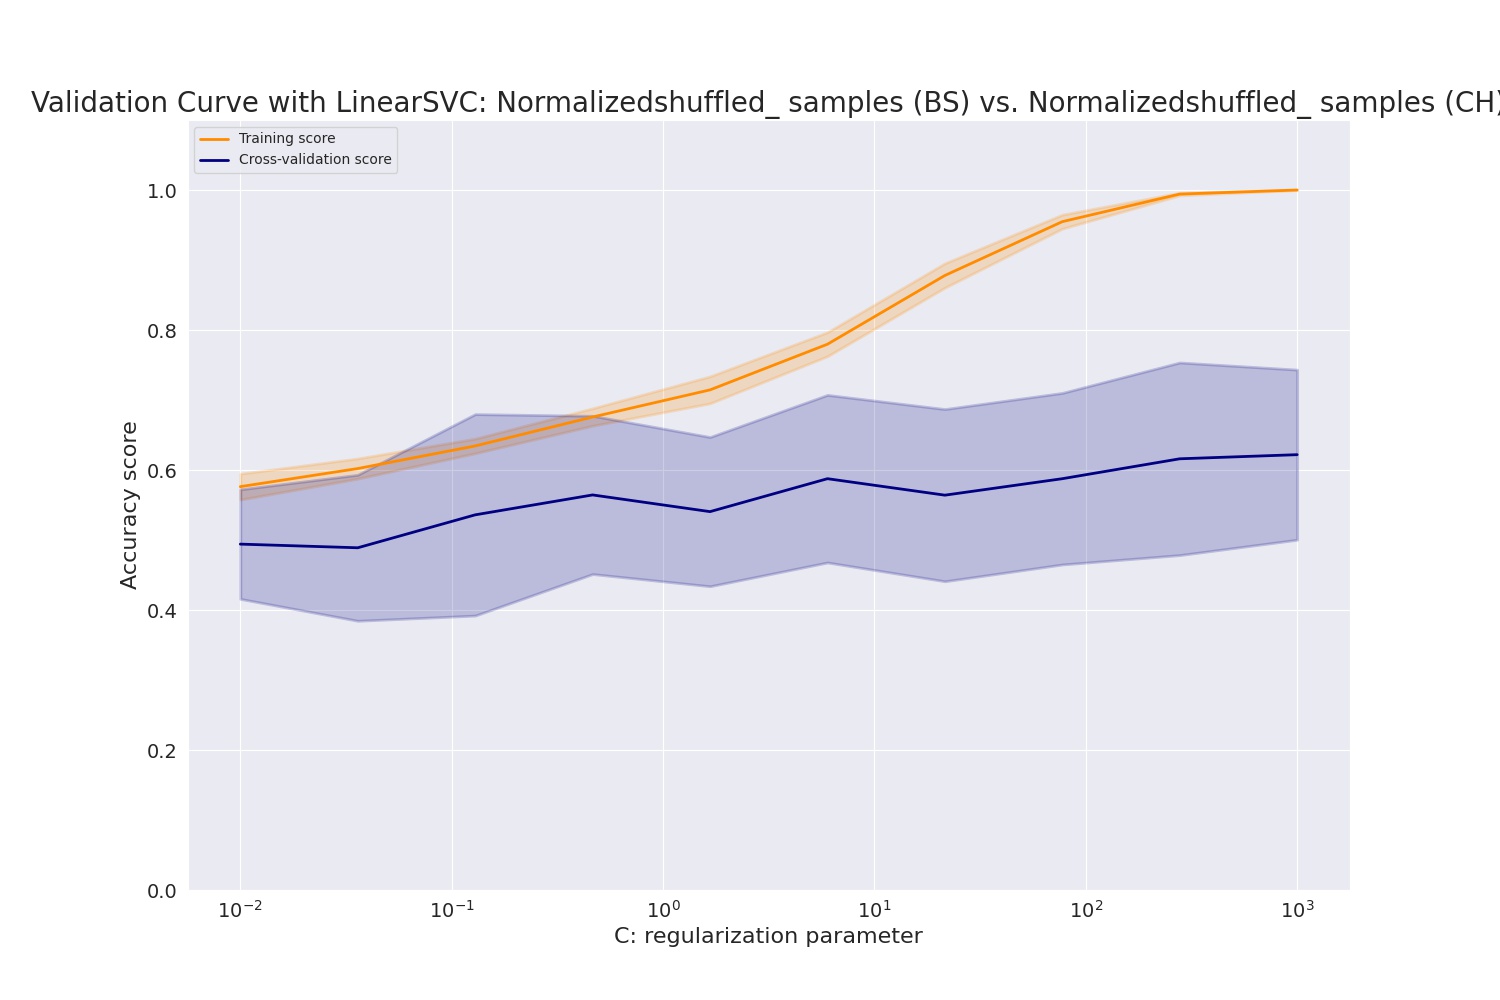 Validation Curve with LinearSVC: Normalizedshuffled_ samples (BS) vs. Normalizedshuffled_ samples (CH)
Training score
Cross-validation score
1.0
0.8
0.6
0.4
0.2
0.0
Accuracy score
10⁻² 10⁻¹ 10⁰ 10¹ 10² 10³
C: regularization parameter